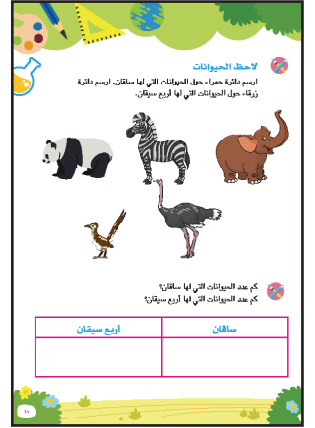 لاحظ الحيوانات
ارسم دائرة حمراء حول الحيوانات التي لها ساقان. ارسم دائرة
زرقاء حول الحيوانات التي لها أربع سيقان.
كم عدد الحيوانات التي لها ساقان؟
كم عدد الحيوانات التي لها أربع سيقان؟
ساقان
أربع سيقان